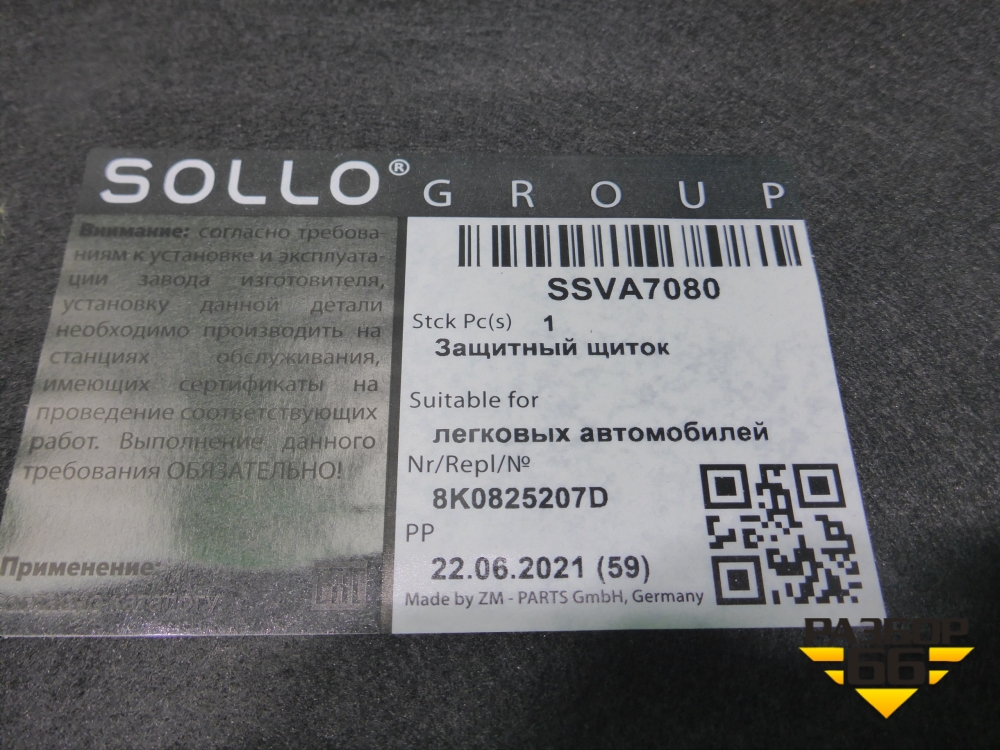 SOLLO® GROUP
Внимание: согласно требова-
ниям к установке и эксплуата-
ции завода изготовителя,
установку данной детали
необходимо производить на
станциях обслуживания,
имеющих сертификаты на
проведение соответствующих
работ. Выполнение данного
требования ОБЯЗАТЕЛЬНО!
Применение:
SSVA7080
Stck Pc(s) 1
Защитный щиток
Suitable for
легковых автомобилей
Nr/Repl/№
8K0825207D
PP
22.06.2021 (59)
Made by ZM - PARTS GmbH, Germany
РАЗБОР
66